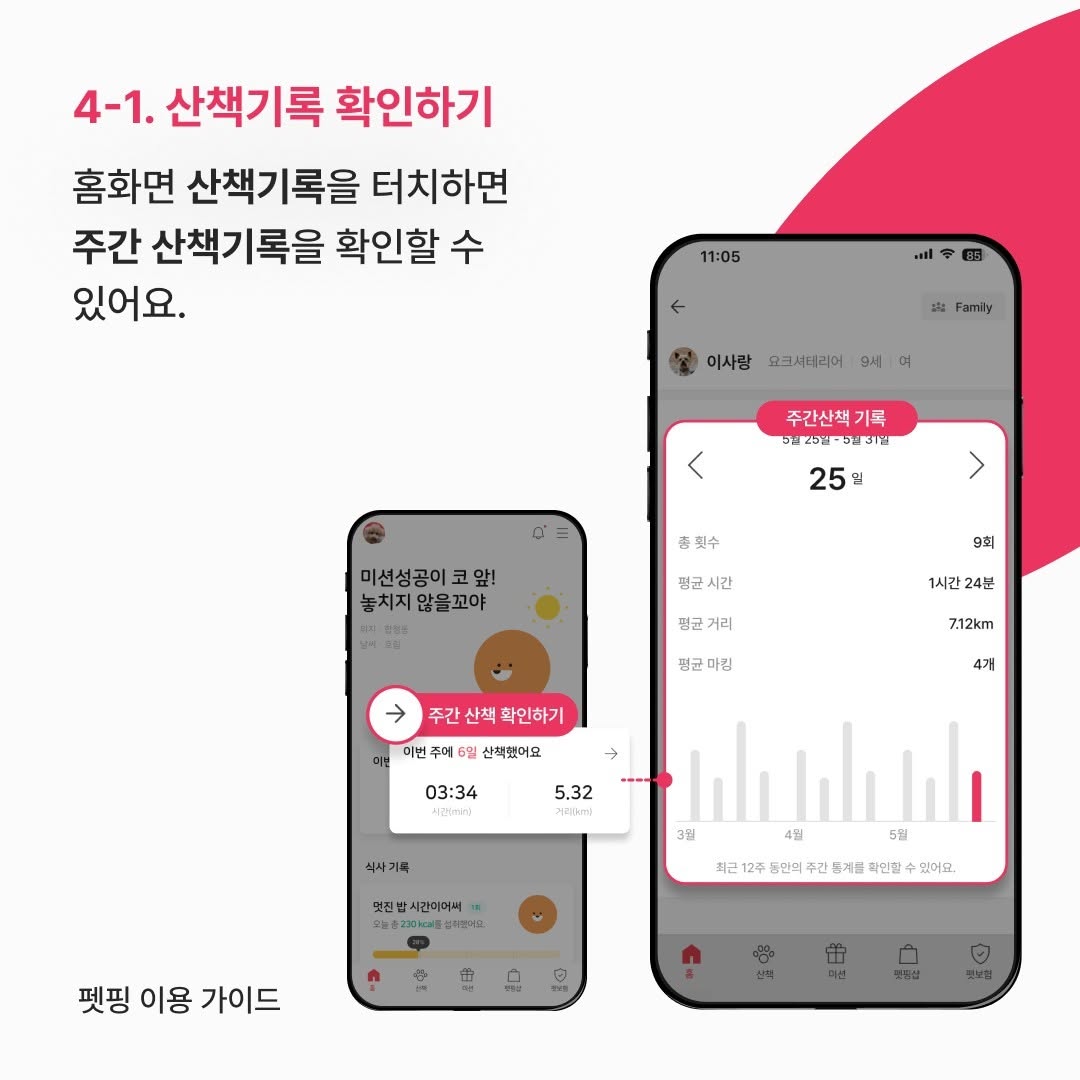 4-1. 산책기록 확인하기
홈화면 산책기록을 터치하면
주간 산책기록을 확인할 수
있어요.
11:05
85
Family
이사랑 요크셔테리어 9세 여
주간산책 기록
5월 25일 - 5월 31일
25 일
총 횟수 9회
평균 시간 1시간 24분
평균 거리 7.12km
평균 마킹 4개
3월 4월 5월
최근 12주 동안의 주간 통계를 확인할 수 있어요.
홈 산책 미션 펫핑샵 펫보험
미션성공이 코 앞!
놓치지 않을꼬야
위치 · 합정동
날씨 · 흐림
주간 산책 확인하기
이번
이번 주에 6일 산책했어요
03:34 5.32
시간(min) 거리(km)
식사 기록
멋진 밥 시간이어써 1회
오늘 총 230 kcal를 섭취했어요.
28%
홈 산책 미션 펫핑샵 펫보험
펫핑 이용 가이드